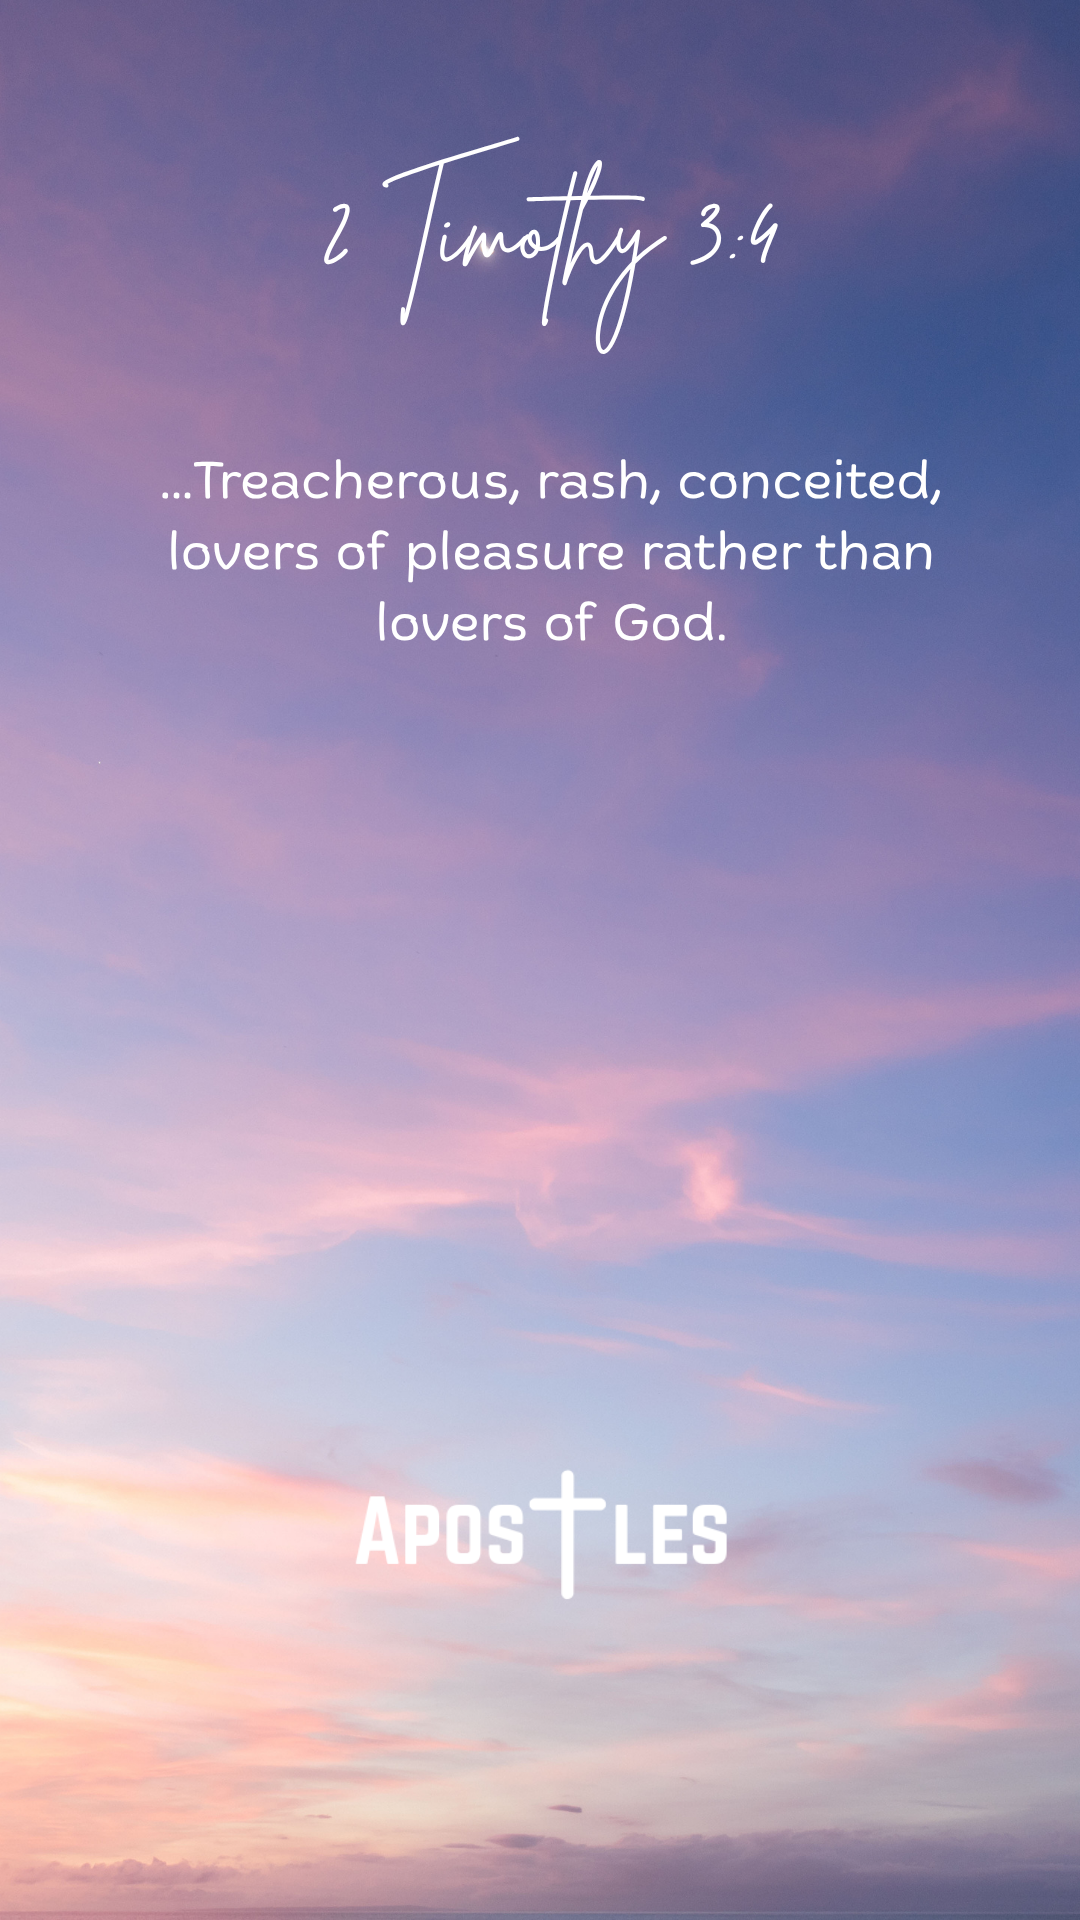 2 Timothy 3:4
...Treacherous, rash, conceited,
lovers of pleasure rather than
lovers of God.
APOSTLES